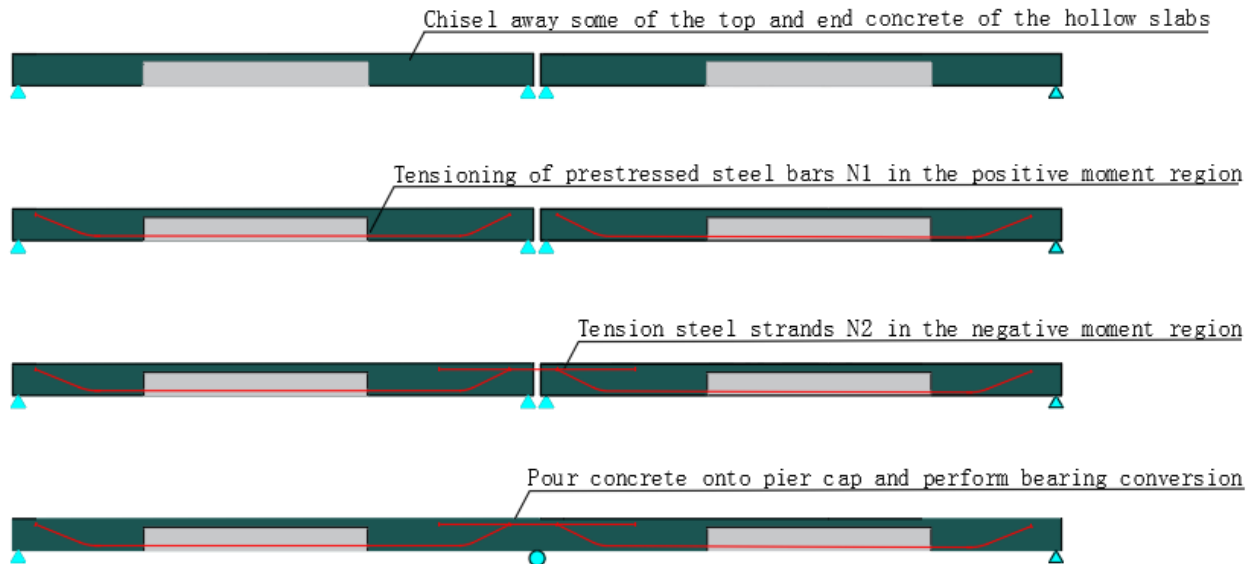 Chisel away some of the top and end concrete of the hollow slabs
Tensioning of prestressed steel bars N1 in the positive moment region
Tension steel strands N2 in the negative moment region
Pour concrete onto pier cap and perform bearing conversion